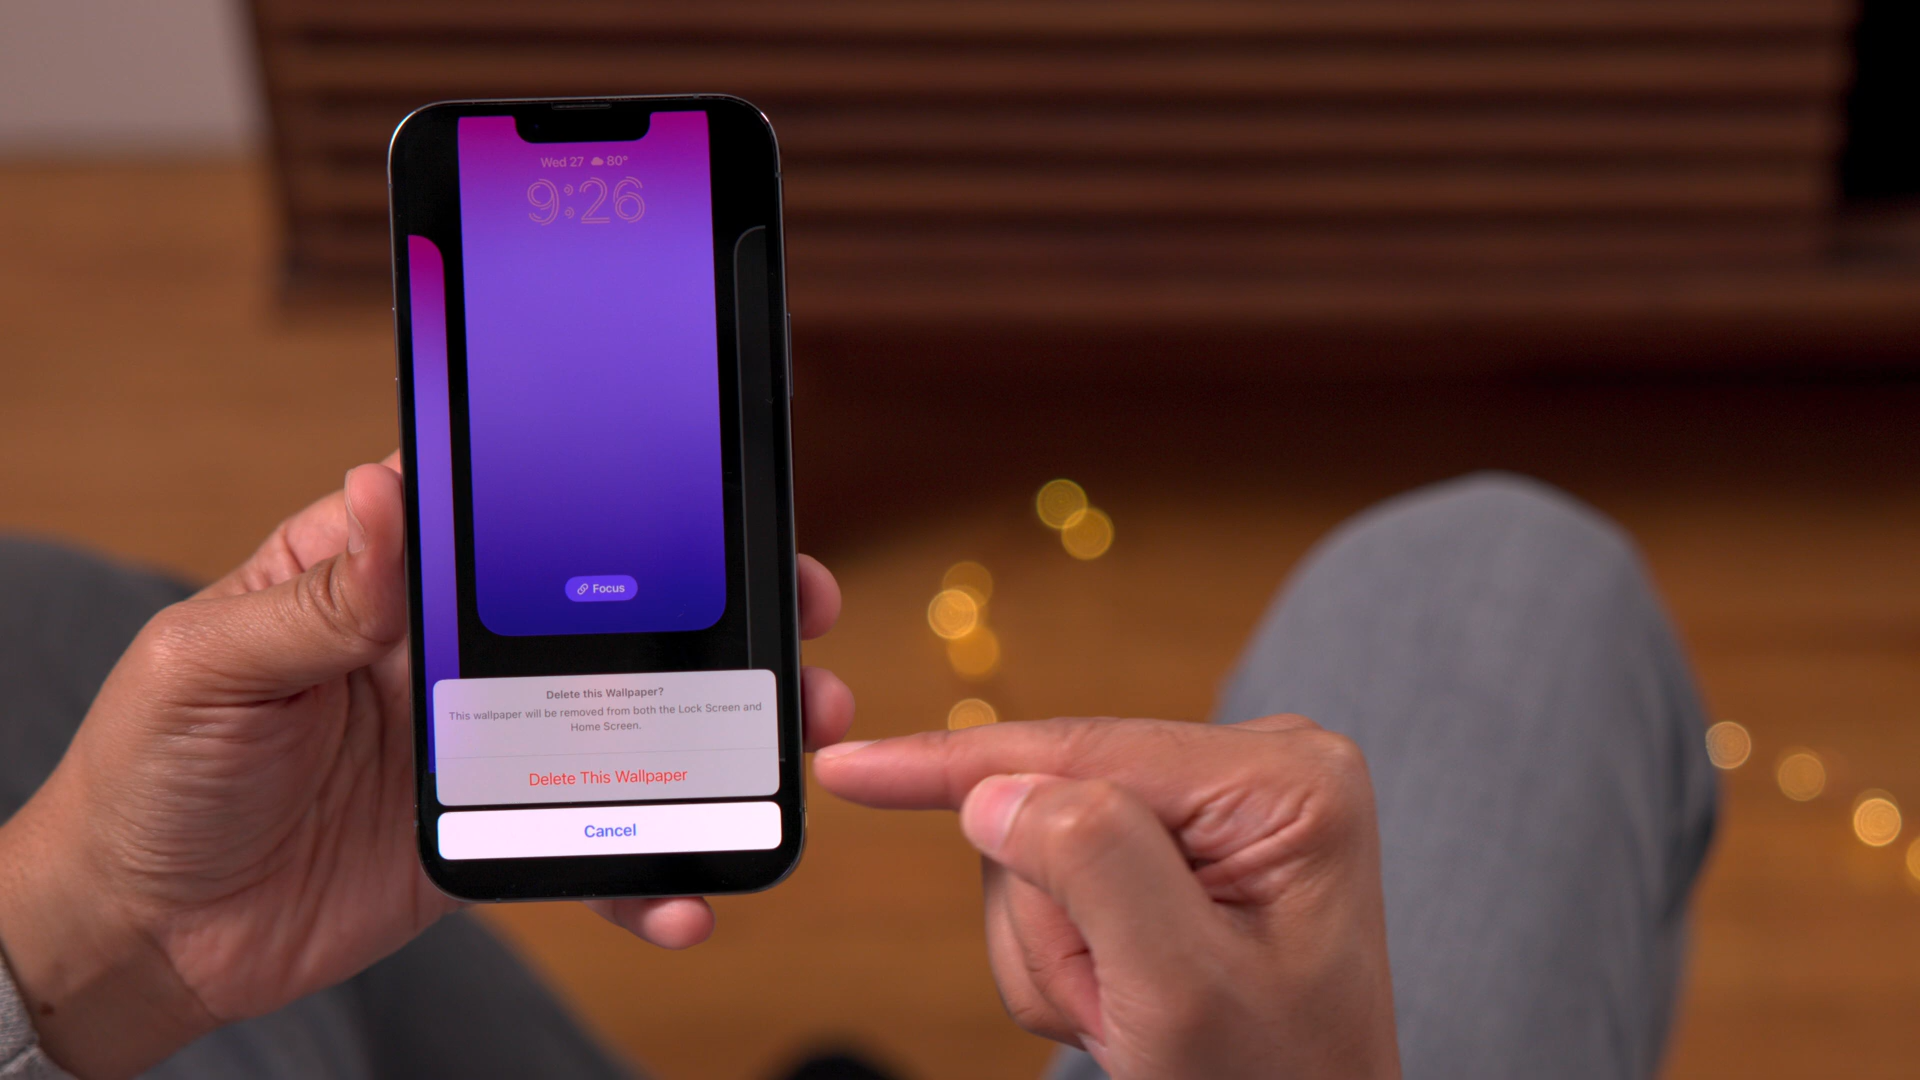 Wed 27 80°
9:26
Focus
Delete this Wallpaper?
This wallpaper will be removed from both the Lock Screen and
Home Screen.
Delete This Wallpaper
Cancel